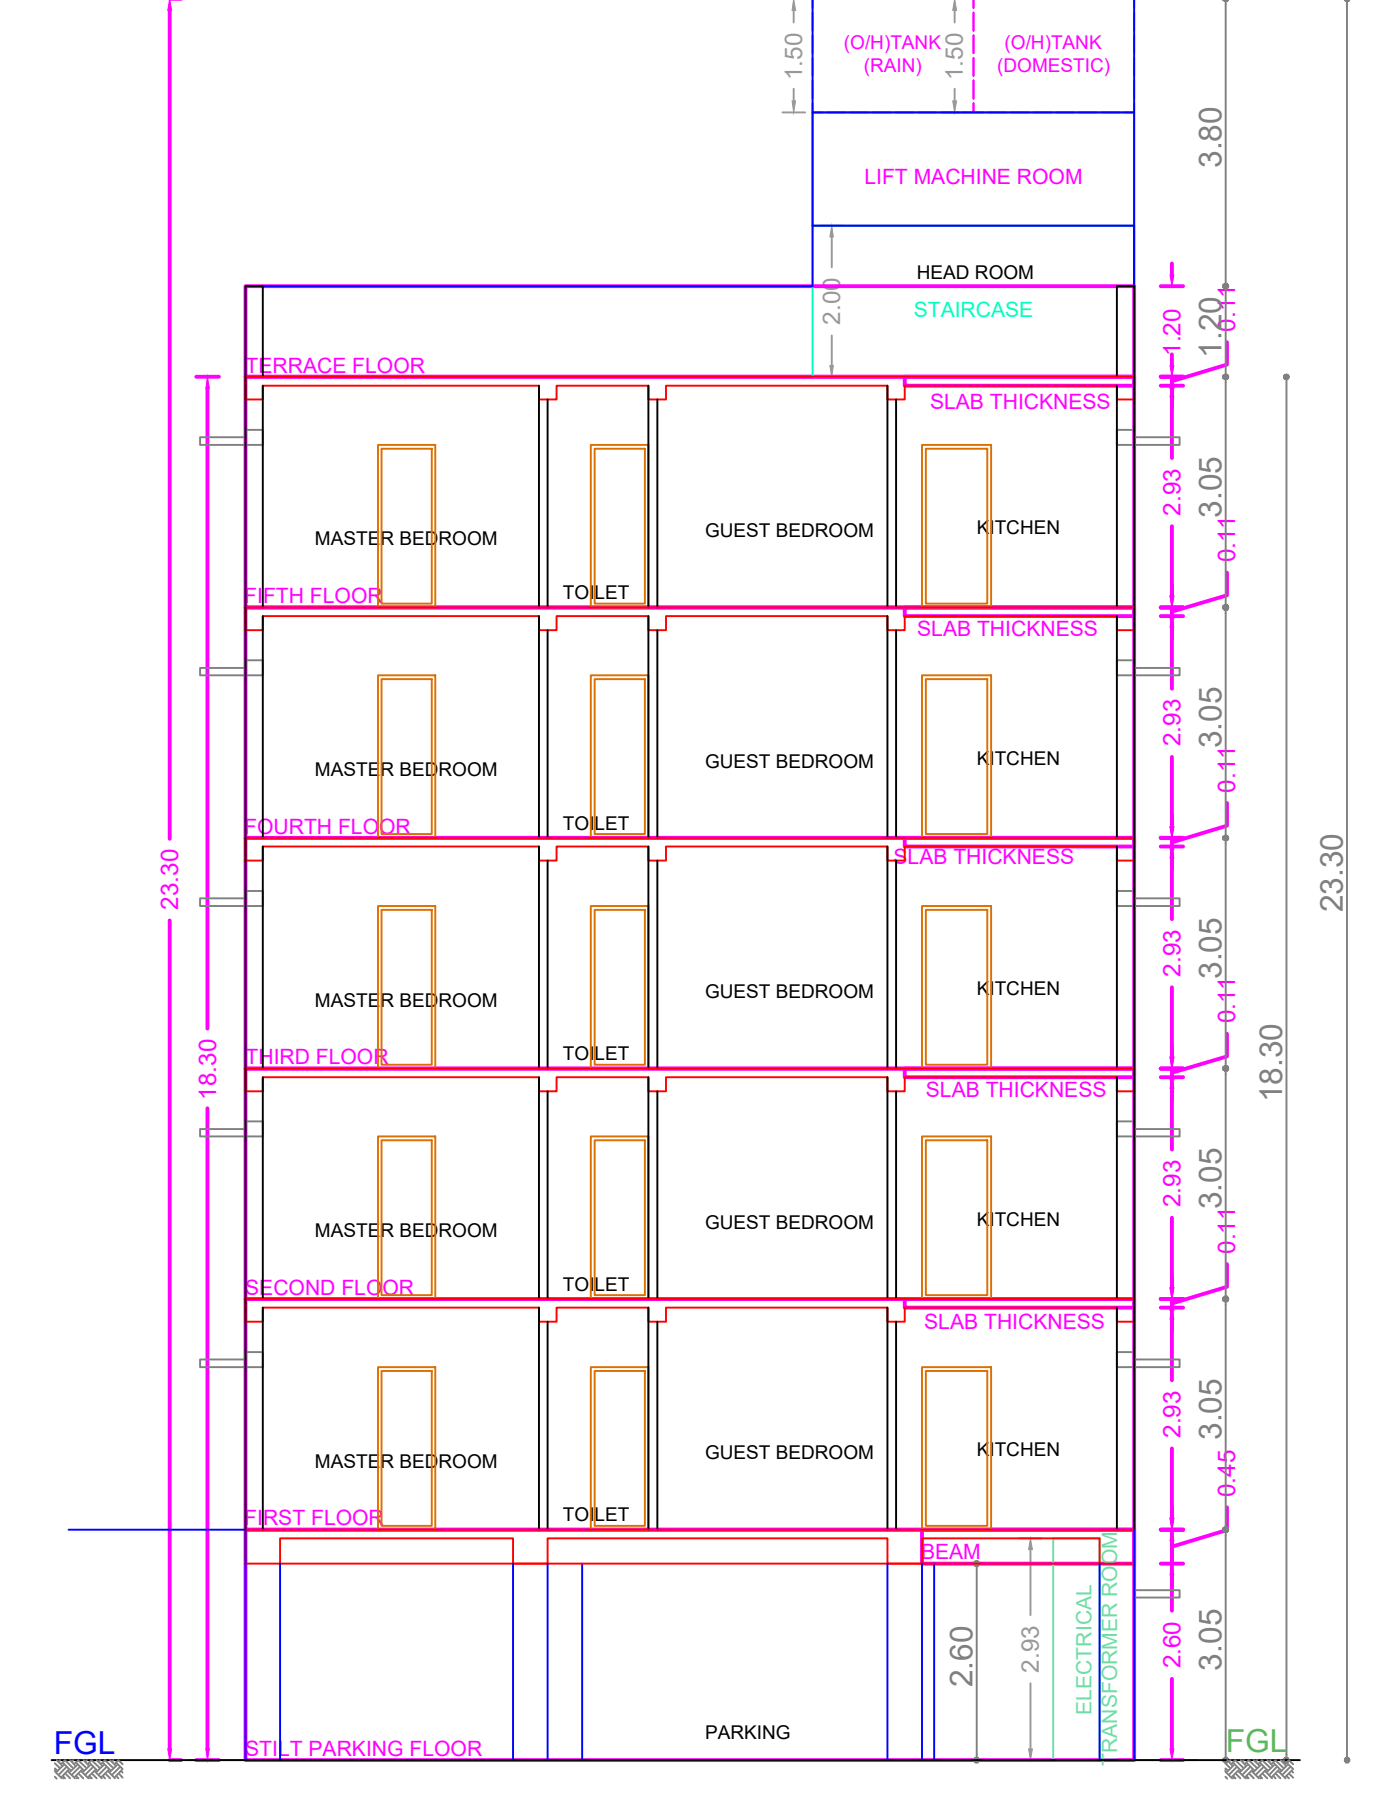 (O/H)TANK
(RAIN)
(O/H)TANK
(DOMESTIC)
1.50
1.50
3.80
LIFT MACHINE ROOM
HEAD ROOM
STAIRCASE
2.00
1.20
1.20
0.11
TERRACE FLOOR
SLAB THICKNESS
2.93
3.05
MASTER BEDROOM
GUEST BEDROOM
KITCHEN
0.11
FIFTH FLOOR
TOILET
SLAB THICKNESS
2.93
3.05
MASTER BEDROOM
GUEST BEDROOM
KITCHEN
0.11
FOURTH FLOOR
TOILET
SLAB THICKNESS
23.30
23.30
2.93
3.05
MASTER BEDROOM
GUEST BEDROOM
KITCHEN
0.11
THIRD FLOOR
TOILET
18.30
18.30
SLAB THICKNESS
2.93
3.05
MASTER BEDROOM
GUEST BEDROOM
KITCHEN
0.11
SECOND FLOOR
TOILET
SLAB THICKNESS
2.93
3.05
MASTER BEDROOM
GUEST BEDROOM
KITCHEN
0.45
FIRST FLOOR
TOILET
BEAM
2.60
2.93
ELECTRICAL
TRANSFORMER ROOM
2.60
3.05
PARKING
FGL
STILT PARKING FLOOR
FGL